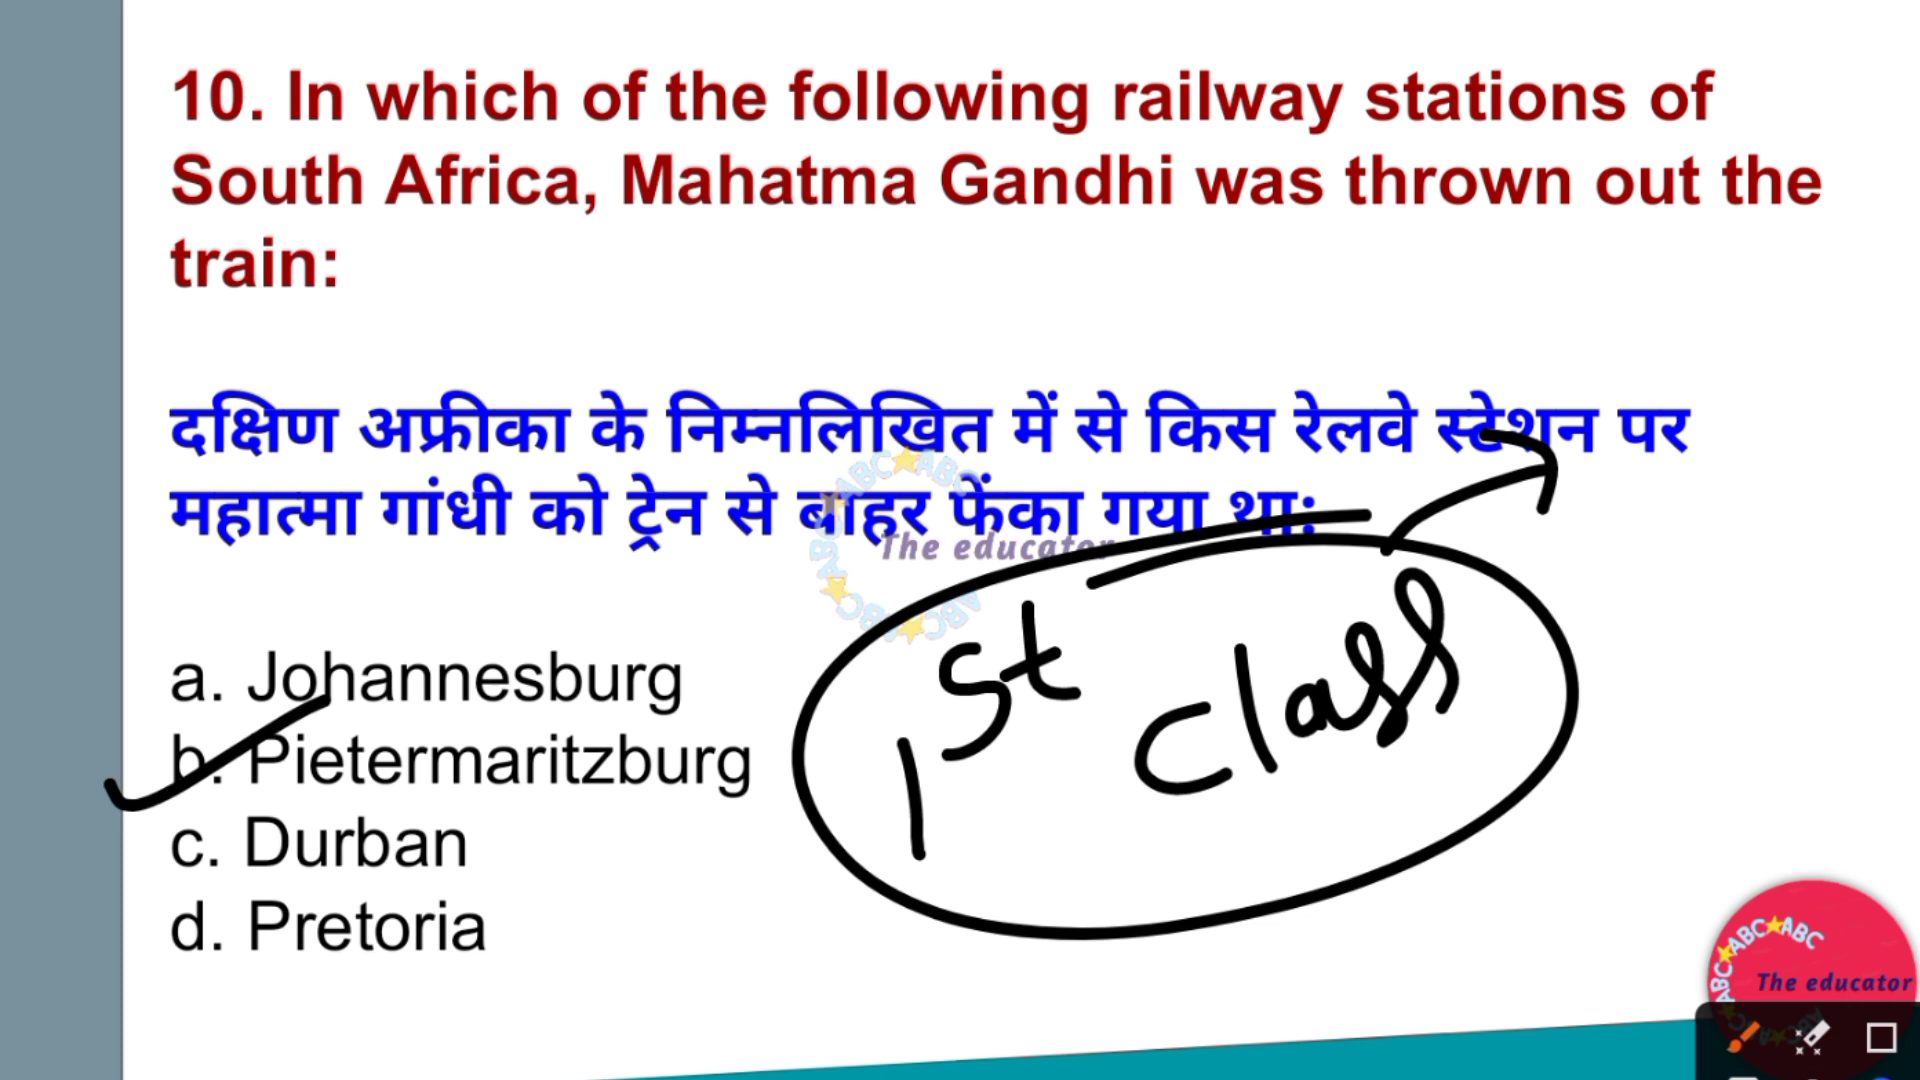 10. In which of the following railway stations of
South Africa, Mahatma Gandhi was thrown out the
train:
दक्षिण अफ्रीका के निम्नलिखित में से किस रेलवे स्टेशन पर
महात्मा गांधी को ट्रेन से बाहर फेंका गया था:
The educator
a. Johannesburg
b. Pietermaritzburg
c. Durban
d. Pretoria
1st class
ABC★ABC★ABC
The educator